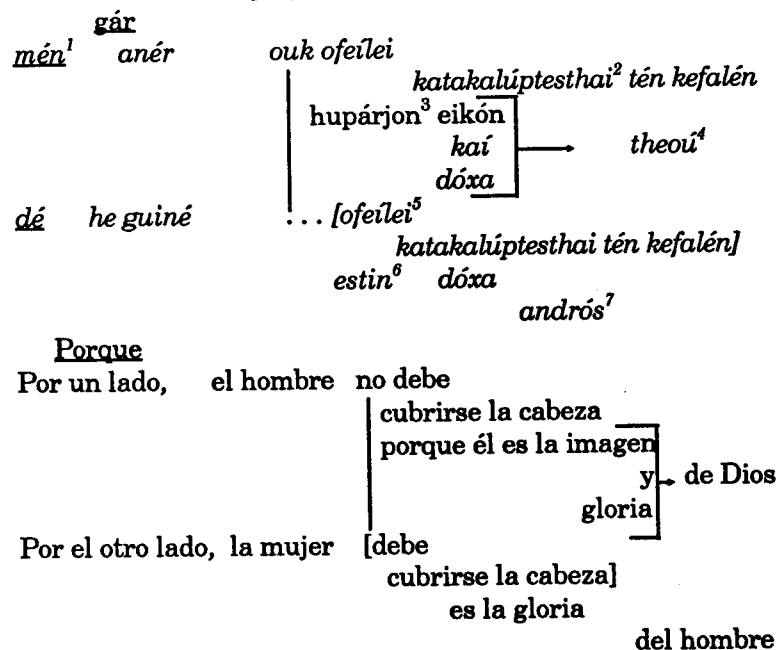 gár
mén¹ anér ouk ofeílei
katakalúptesthai² tén kefalén
hupárjon³ eikón
kaí theoú⁴
dóxa
dé he guiné ... [ofeílei⁵
katakalúptesthai tén kefalén]
estin⁶ dóxa
andrós⁷
Porque
Por un lado, el hombre no debe
cubrirse la cabeza
porque él es la imagen
y de Dios
gloria
Por el otro lado, la mujer [debe
cubrirse la cabeza]
es la gloria
del hombre